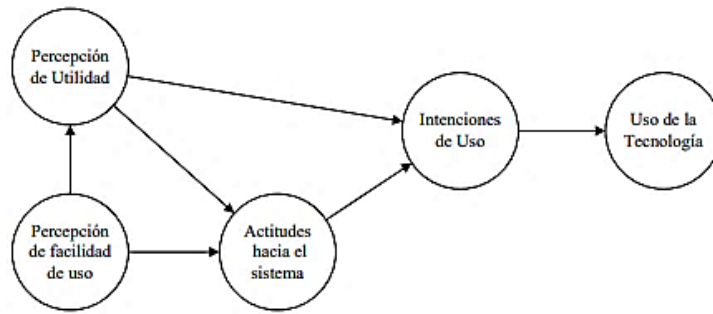 Percepción
de Utilidad
Intenciones
de Uso
Uso de la
Tecnología
Percepción
de facilidad
de uso
Actitudes
hacia el
sistema